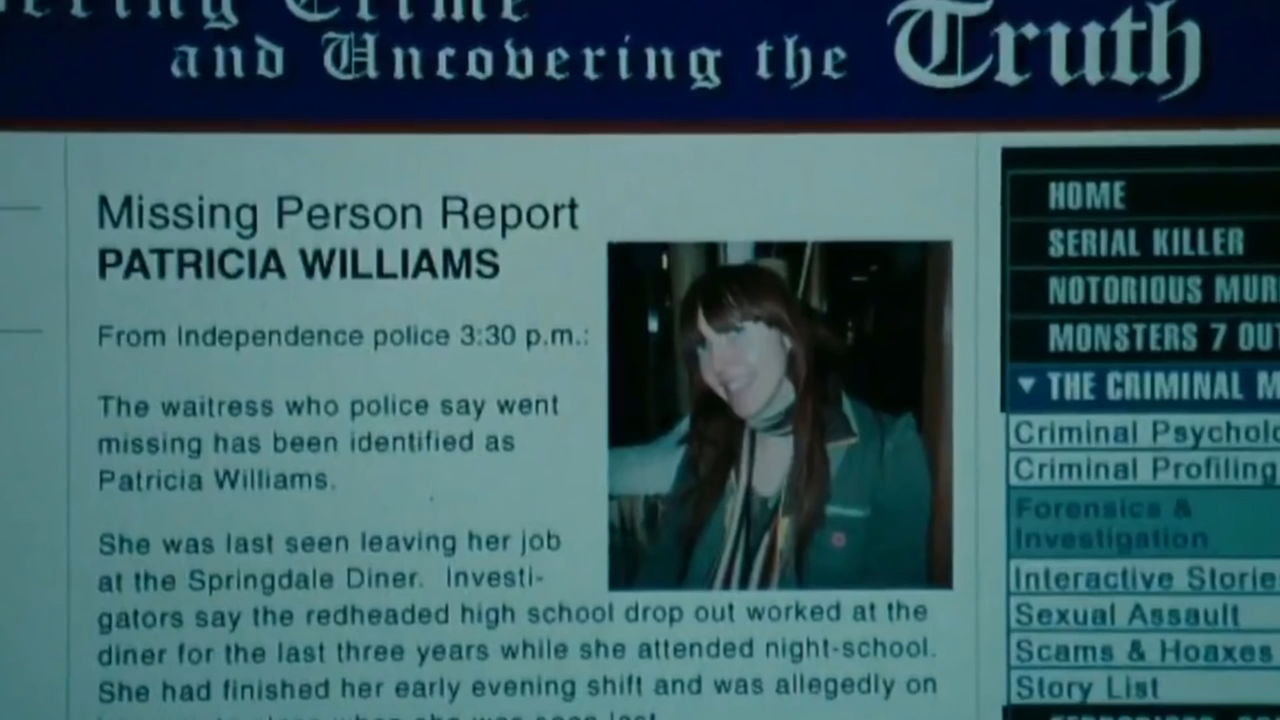 and Uncovering the Truth
Missing Person Report
PATRICIA WILLIAMS
From Independence police 3:30 p.m.:
The waitress who police say went
missing has been identified as
Patricia Williams.
She was last seen leaving her job
at the Springdale Diner. Investi-
gators say the redheaded high school drop out worked at the
diner for the last three years while she attended night-school.
She had finished her early evening shift and was allegedly on
HOME
SERIAL KILLER
NOTORIOUS MUR
MONSTERS 7 OU
THE CRIMINAL M
Criminal Psycholo
Criminal Profiling
Forensics &
Investigation
Interactive Storie
Sexual Assault
Scams & Hoaxes
Story List